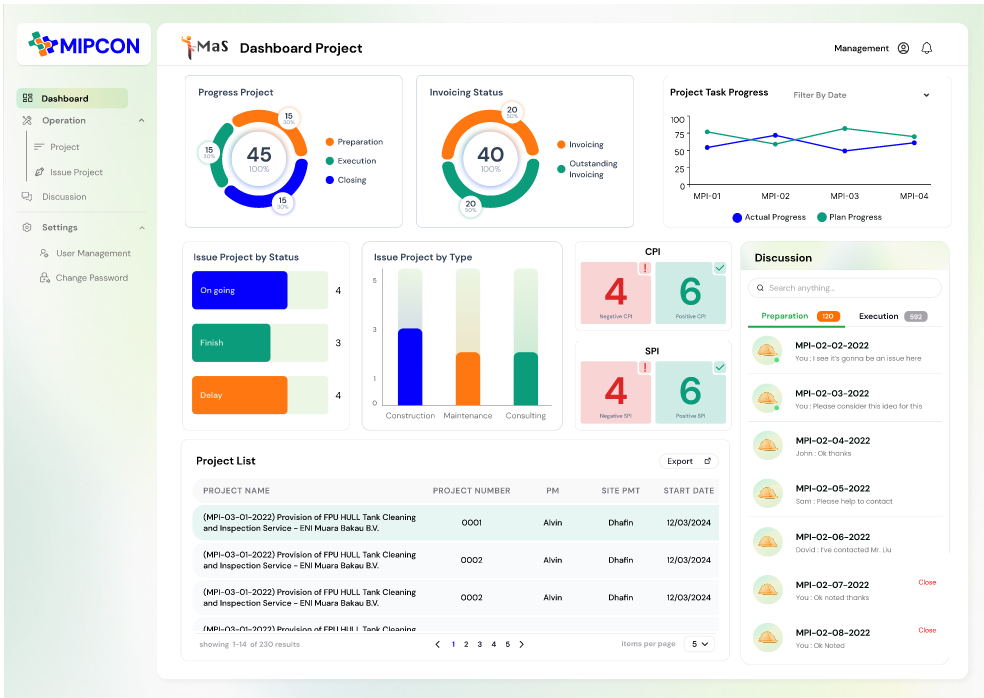 MIPCON
Dashboard
Operation
Project
Issue Project
Discussion
Settings
User Management
Change Password
MaS
Dashboard Project
Management
Progress Project
15
30%
15
30%
45
100%
15
30%
Preparation
Execution
Closing
Invoicing Status
20
50%
40
100%
20
50%
Invoicing
Outstanding
Invoicing
Project Task Progress
Filter By Date
100
75
50
25
0
MPI-01
MPI-02
MPI-03
MPI-04
Actual Progress
Plan Progress
Issue Project by Status
On going
4
Finish
3
Delay
4
Issue Project by Type
5
3
1
0
Construction
Maintenance
Consulting
CPI
4
!
Negative CPI
6
Positive CPI
SPI
4
!
Negative SPI
6
Positive SPI
Discussion
Search anything...
Preparation 120
Execution 592
MPI-02-02-2022
You : I see it's gonna be an issue here
MPI-02-03-2022
You : Please consider this idea for this
MPI-02-04-2022
John : Ok thanks
MPI-02-05-2022
Sam : Please help to contact
MPI-02-06-2022
David : I've contacted Mr. Liu
MPI-02-07-2022
Close
You : Ok noted thanks
MPI-02-08-2022
Close
You : Ok Noted
Project List
Export
PROJECT NAME PROJECT NUMBER PM SITE PMT START DATE
(MPI-03-01-2022) Provision of FPU HULL Tank Cleaning
and Inspection Service - ENI Muara Bakau B.V.
0001 Alvin Dhafin 12/03/2024
(MPI-03-01-2022) Provision of FPU HULL Tank Cleaning
and Inspection Service - ENI Muara Bakau B.V.
0002 Alvin Dhafin 12/03/2024
(MPI-03-01-2022) Provision of FPU HULL Tank Cleaning
and Inspection Service - ENI Muara Bakau B.V.
0002 Alvin Dhafin 12/03/2024
(MPI-03-01-2022) Provision of FPU HULL Tank Cleaning
showing 1-14 of 230 results
1 2 3 4 5
Items per page 5